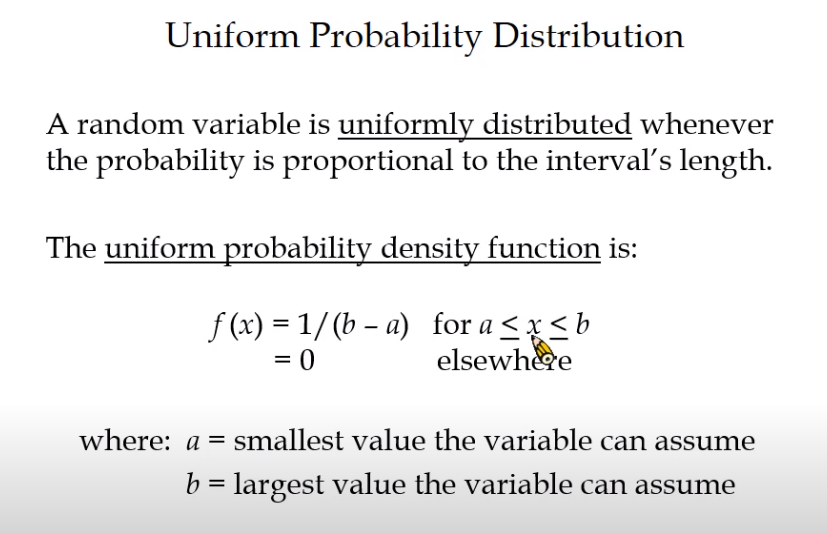 Uniform Probability Distribution
A random variable is uniformly distributed whenever
the probability is proportional to the interval's length.
The uniform probability density function is:
f (x) = 1/(b – a) for a ≤ x ≤ b
= 0 elsewhere
where: a = smallest value the variable can assume
b = largest value the variable can assume